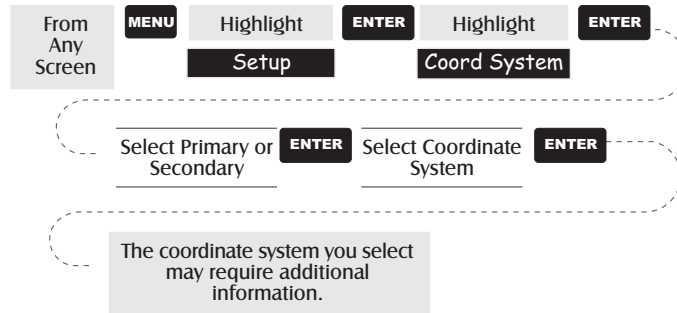 From
Any
Screen
MENU
Highlight
Setup
ENTER
Highlight
Coord System
ENTER
Select Primary or
Secondary
ENTER
Select Coordinate
System
ENTER
The coordinate system you select
may require additional
information.